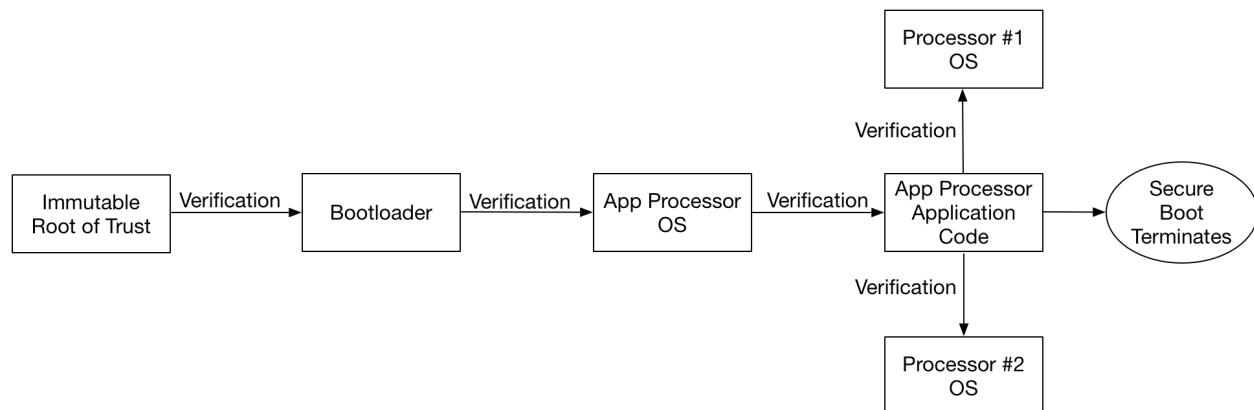 Processor #1
OS
Verification
Immutable
Root of Trust
Verification
Bootloader
Verification
App Processor
OS
Verification
App Processor
Application
Code
Secure
Boot
Terminates
Verification
Processor #2
OS